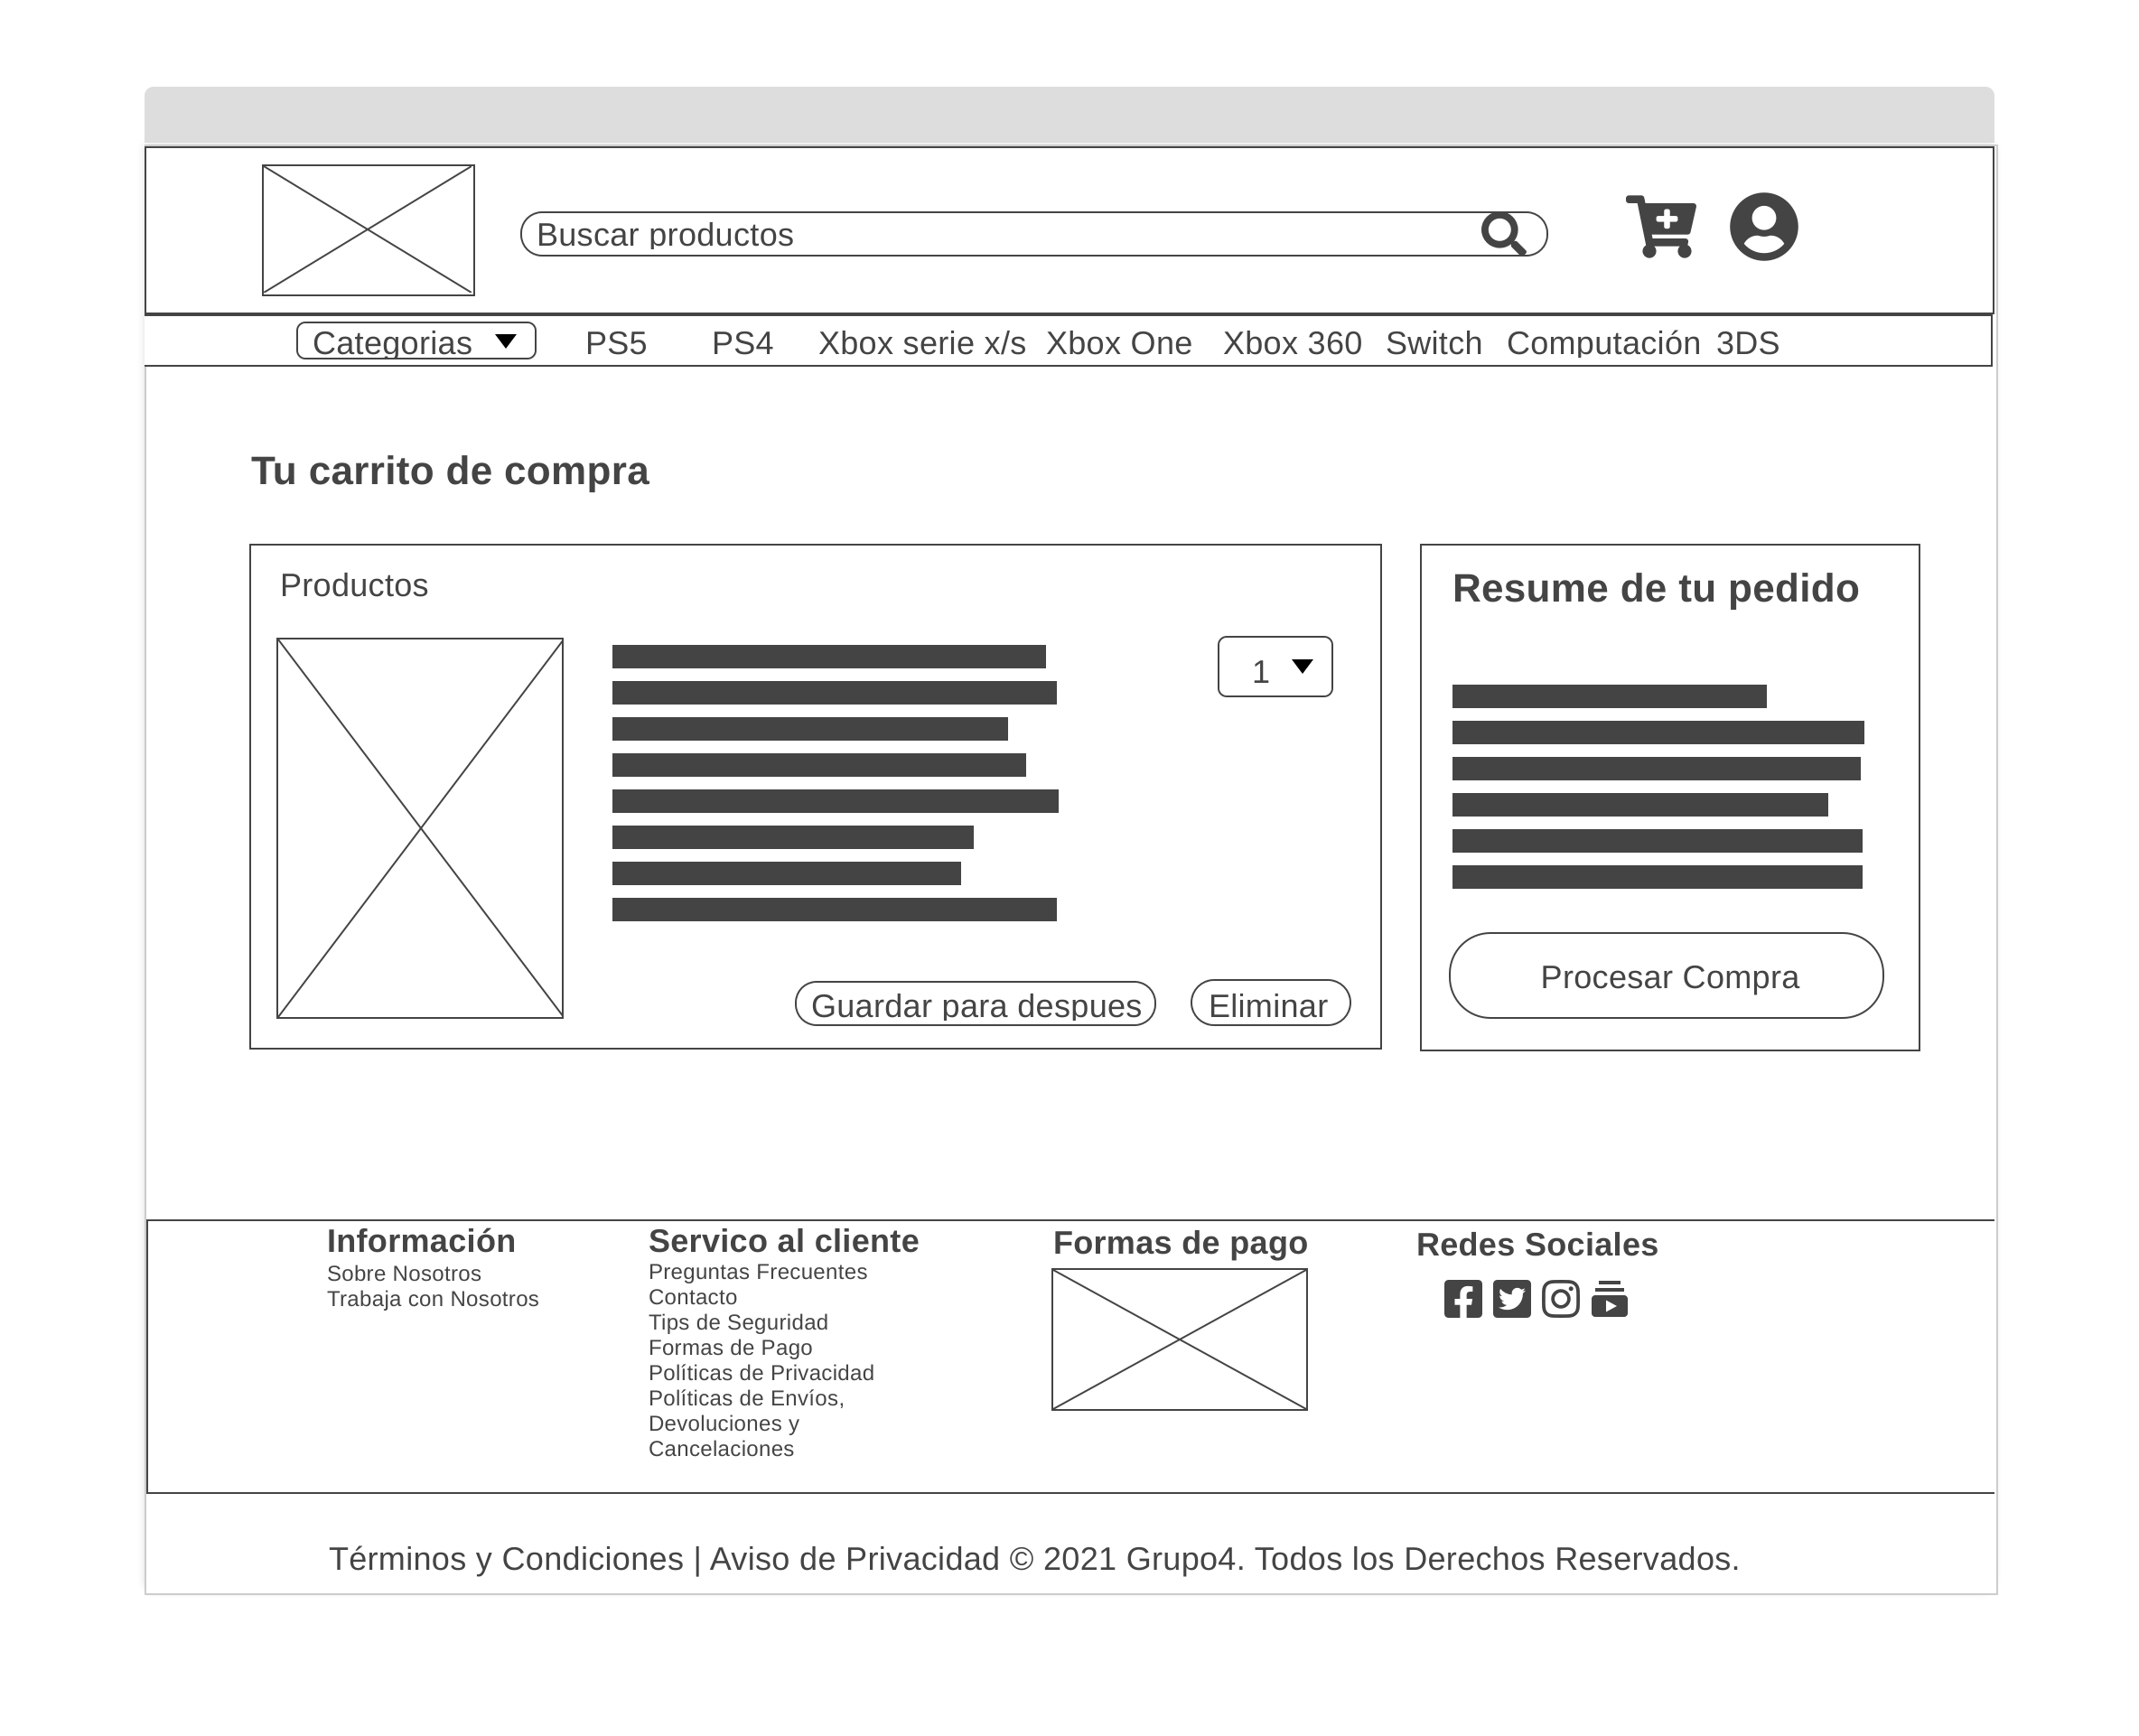 Buscar productos
Categorias PS5 PS4 Xbox serie x/s Xbox One Xbox 360 Switch Computación 3DS
Tu carrito de compra
Productos
1
Guardar para despues Eliminar
Resume de tu pedido
Procesar Compra
Información
Sobre Nosotros
Trabaja con Nosotros
Servico al cliente
Preguntas Frecuentes
Contacto
Tips de Seguridad
Formas de Pago
Políticas de Privacidad
Políticas de Envíos,
Devoluciones y
Cancelaciones
Formas de pago
Redes Sociales
Términos y Condiciones | Aviso de Privacidad © 2021 Grupo4. Todos los Derechos Reservados.